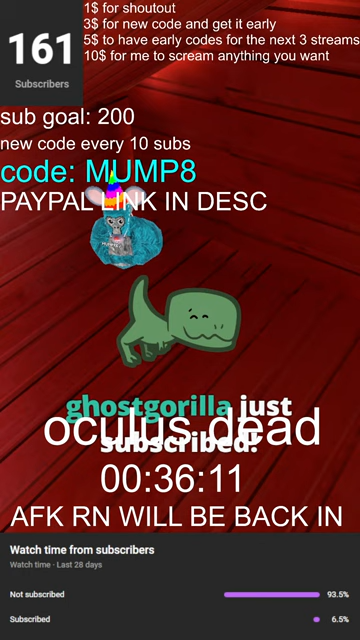 161
Subscribers
1$ for shoutout
3$ for new code and get it early
5$ to have early codes for the next 3 streams
10$ for me to scream anything you want
sub goal: 200
new code every 10 subs
code: MUMP8
PAYPAL LINK IN DESC
ghostgorilla just
subscribed!
oculus dead
00:36:11
AFK RN WILL BE BACK IN
Watch time from subscribers
Watch time · Last 28 days
Not subscribed 93.5%
Subscribed 6.5%